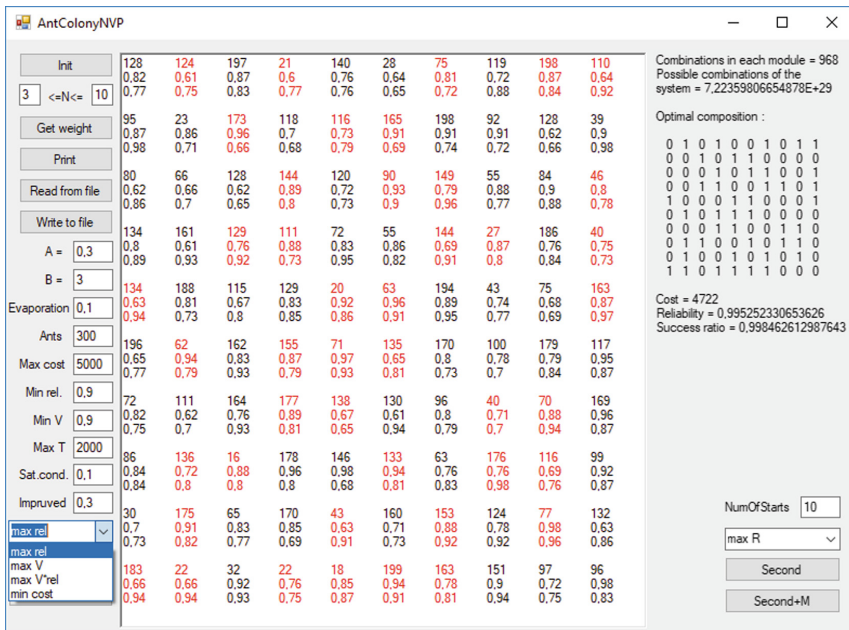 AntColonyNVP
Init
3 <=N<= 10
Get weight
Print
Read from file
Write to file
A = 0,3
B = 3
Evaporation 0,1
Ants 300
Max cost 5000
Min rel. 0,9
Min V 0,9
Max T 2000
Sat.cond. 0,1
Impruved 0,3
max rel
max rel
max V
max V*rel
min cost
128 124 197 21 140 28 75 119 198 110
0,82 0,61 0,87 0,6 0,76 0,64 0,81 0,72 0,87 0,64
0,77 0,75 0,83 0,77 0,76 0,65 0,72 0,88 0,84 0,92
95 23 173 118 116 165 198 92 128 39
0,87 0,86 0,96 0,7 0,73 0,91 0,91 0,91 0,62 0,9
0,98 0,71 0,66 0,68 0,79 0,69 0,74 0,72 0,66 0,98
80 66 128 144 120 90 149 55 84 46
0,62 0,66 0,62 0,89 0,72 0,93 0,79 0,88 0,9 0,8
0,86 0,7 0,65 0,8 0,73 0,9 0,96 0,77 0,88 0,78
134 161 129 111 72 55 144 27 186 40
0,8 0,61 0,76 0,88 0,83 0,86 0,69 0,87 0,76 0,75
0,89 0,93 0,92 0,73 0,95 0,82 0,91 0,8 0,84 0,73
134 188 115 129 20 63 194 43 75 163
0,63 0,81 0,67 0,83 0,92 0,96 0,89 0,74 0,68 0,87
0,94 0,73 0,8 0,85 0,86 0,91 0,95 0,77 0,69 0,97
196 62 162 155 71 135 170 100 179 117
0,65 0,94 0,83 0,87 0,97 0,65 0,8 0,78 0,79 0,95
0,77 0,79 0,93 0,79 0,93 0,81 0,73 0,7 0,84 0,87
72 111 164 177 138 130 96 40 70 169
0,82 0,62 0,76 0,89 0,67 0,61 0,8 0,71 0,88 0,96
0,75 0,7 0,93 0,81 0,65 0,94 0,79 0,7 0,94 0,87
86 136 16 178 146 133 63 176 116 99
0,84 0,72 0,88 0,96 0,98 0,94 0,76 0,76 0,69 0,92
0,84 0,8 0,8 0,8 0,68 0,81 0,83 0,98 0,76 0,87
30 175 65 170 43 160 153 124 77 132
0,7 0,91 0,83 0,85 0,63 0,71 0,88 0,78 0,98 0,63
0,73 0,82 0,77 0,69 0,91 0,73 0,92 0,92 0,96 0,86
183 22 32 22 18 199 163 151 97 96
0,66 0,66 0,92 0,76 0,85 0,94 0,78 0,9 0,72 0,98
0,94 0,94 0,93 0,75 0,87 0,91 0,81 0,94 0,75 0,83
Combinations in each module = 968
Possible combinations of the
system = 7,22359806654878E+29
Optimal composition :
0 1 0 1 0 0 1 0 1 1
0 0 1 0 1 1 0 0 0 0
0 0 0 1 0 1 1 0 0 1
0 0 1 1 0 0 1 1 0 1
1 0 0 0 1 1 0 0 0 1
0 1 0 1 1 1 0 0 0 0
0 0 0 1 1 0 0 1 1 0
0 1 1 0 0 1 0 1 1 0
0 1 0 0 1 0 1 0 1 0
1 1 0 1 1 1 1 0 0 0
Cost = 4722
Reliability = 0,995252330653626
Success ratio = 0,998462612987643
NumOfStarts 10
max R
Second
Second+M